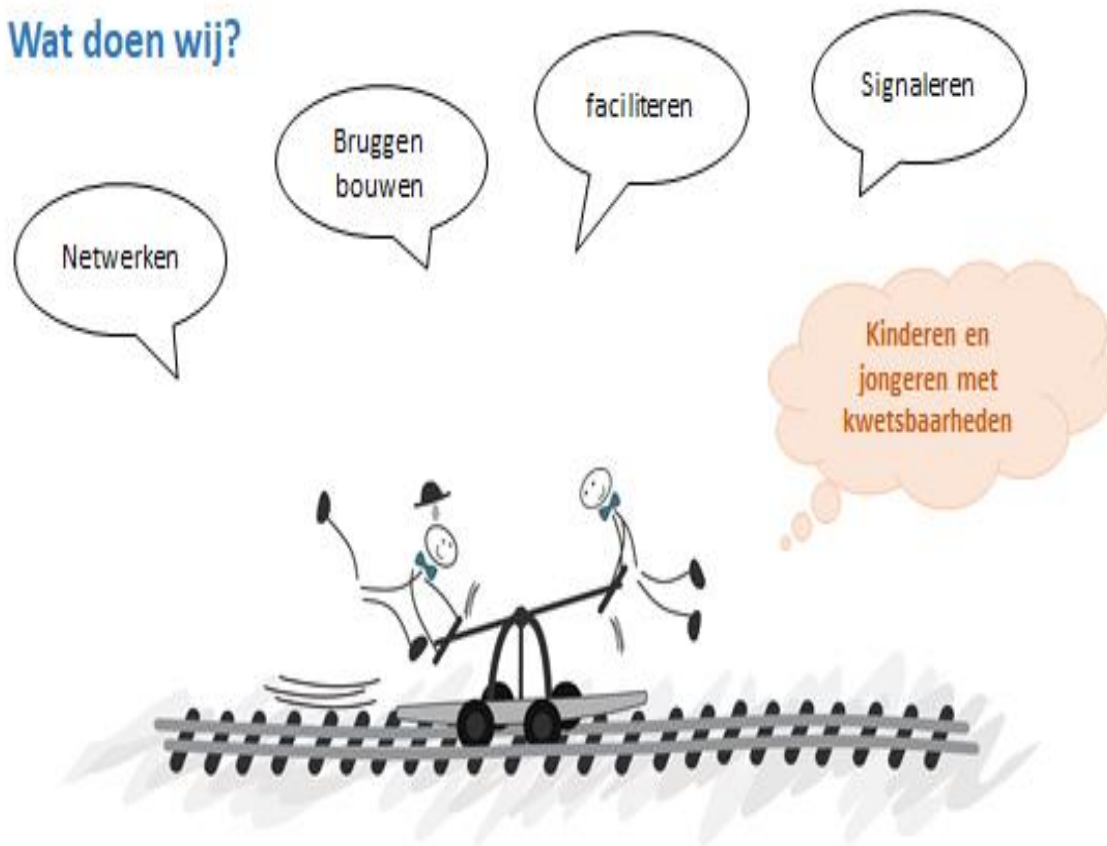 Wat doen wij?
Netwerken
Bruggen
bouwen
faciliteren
Signaleren
Kinderen en
jongeren met
kwetsbaarheden